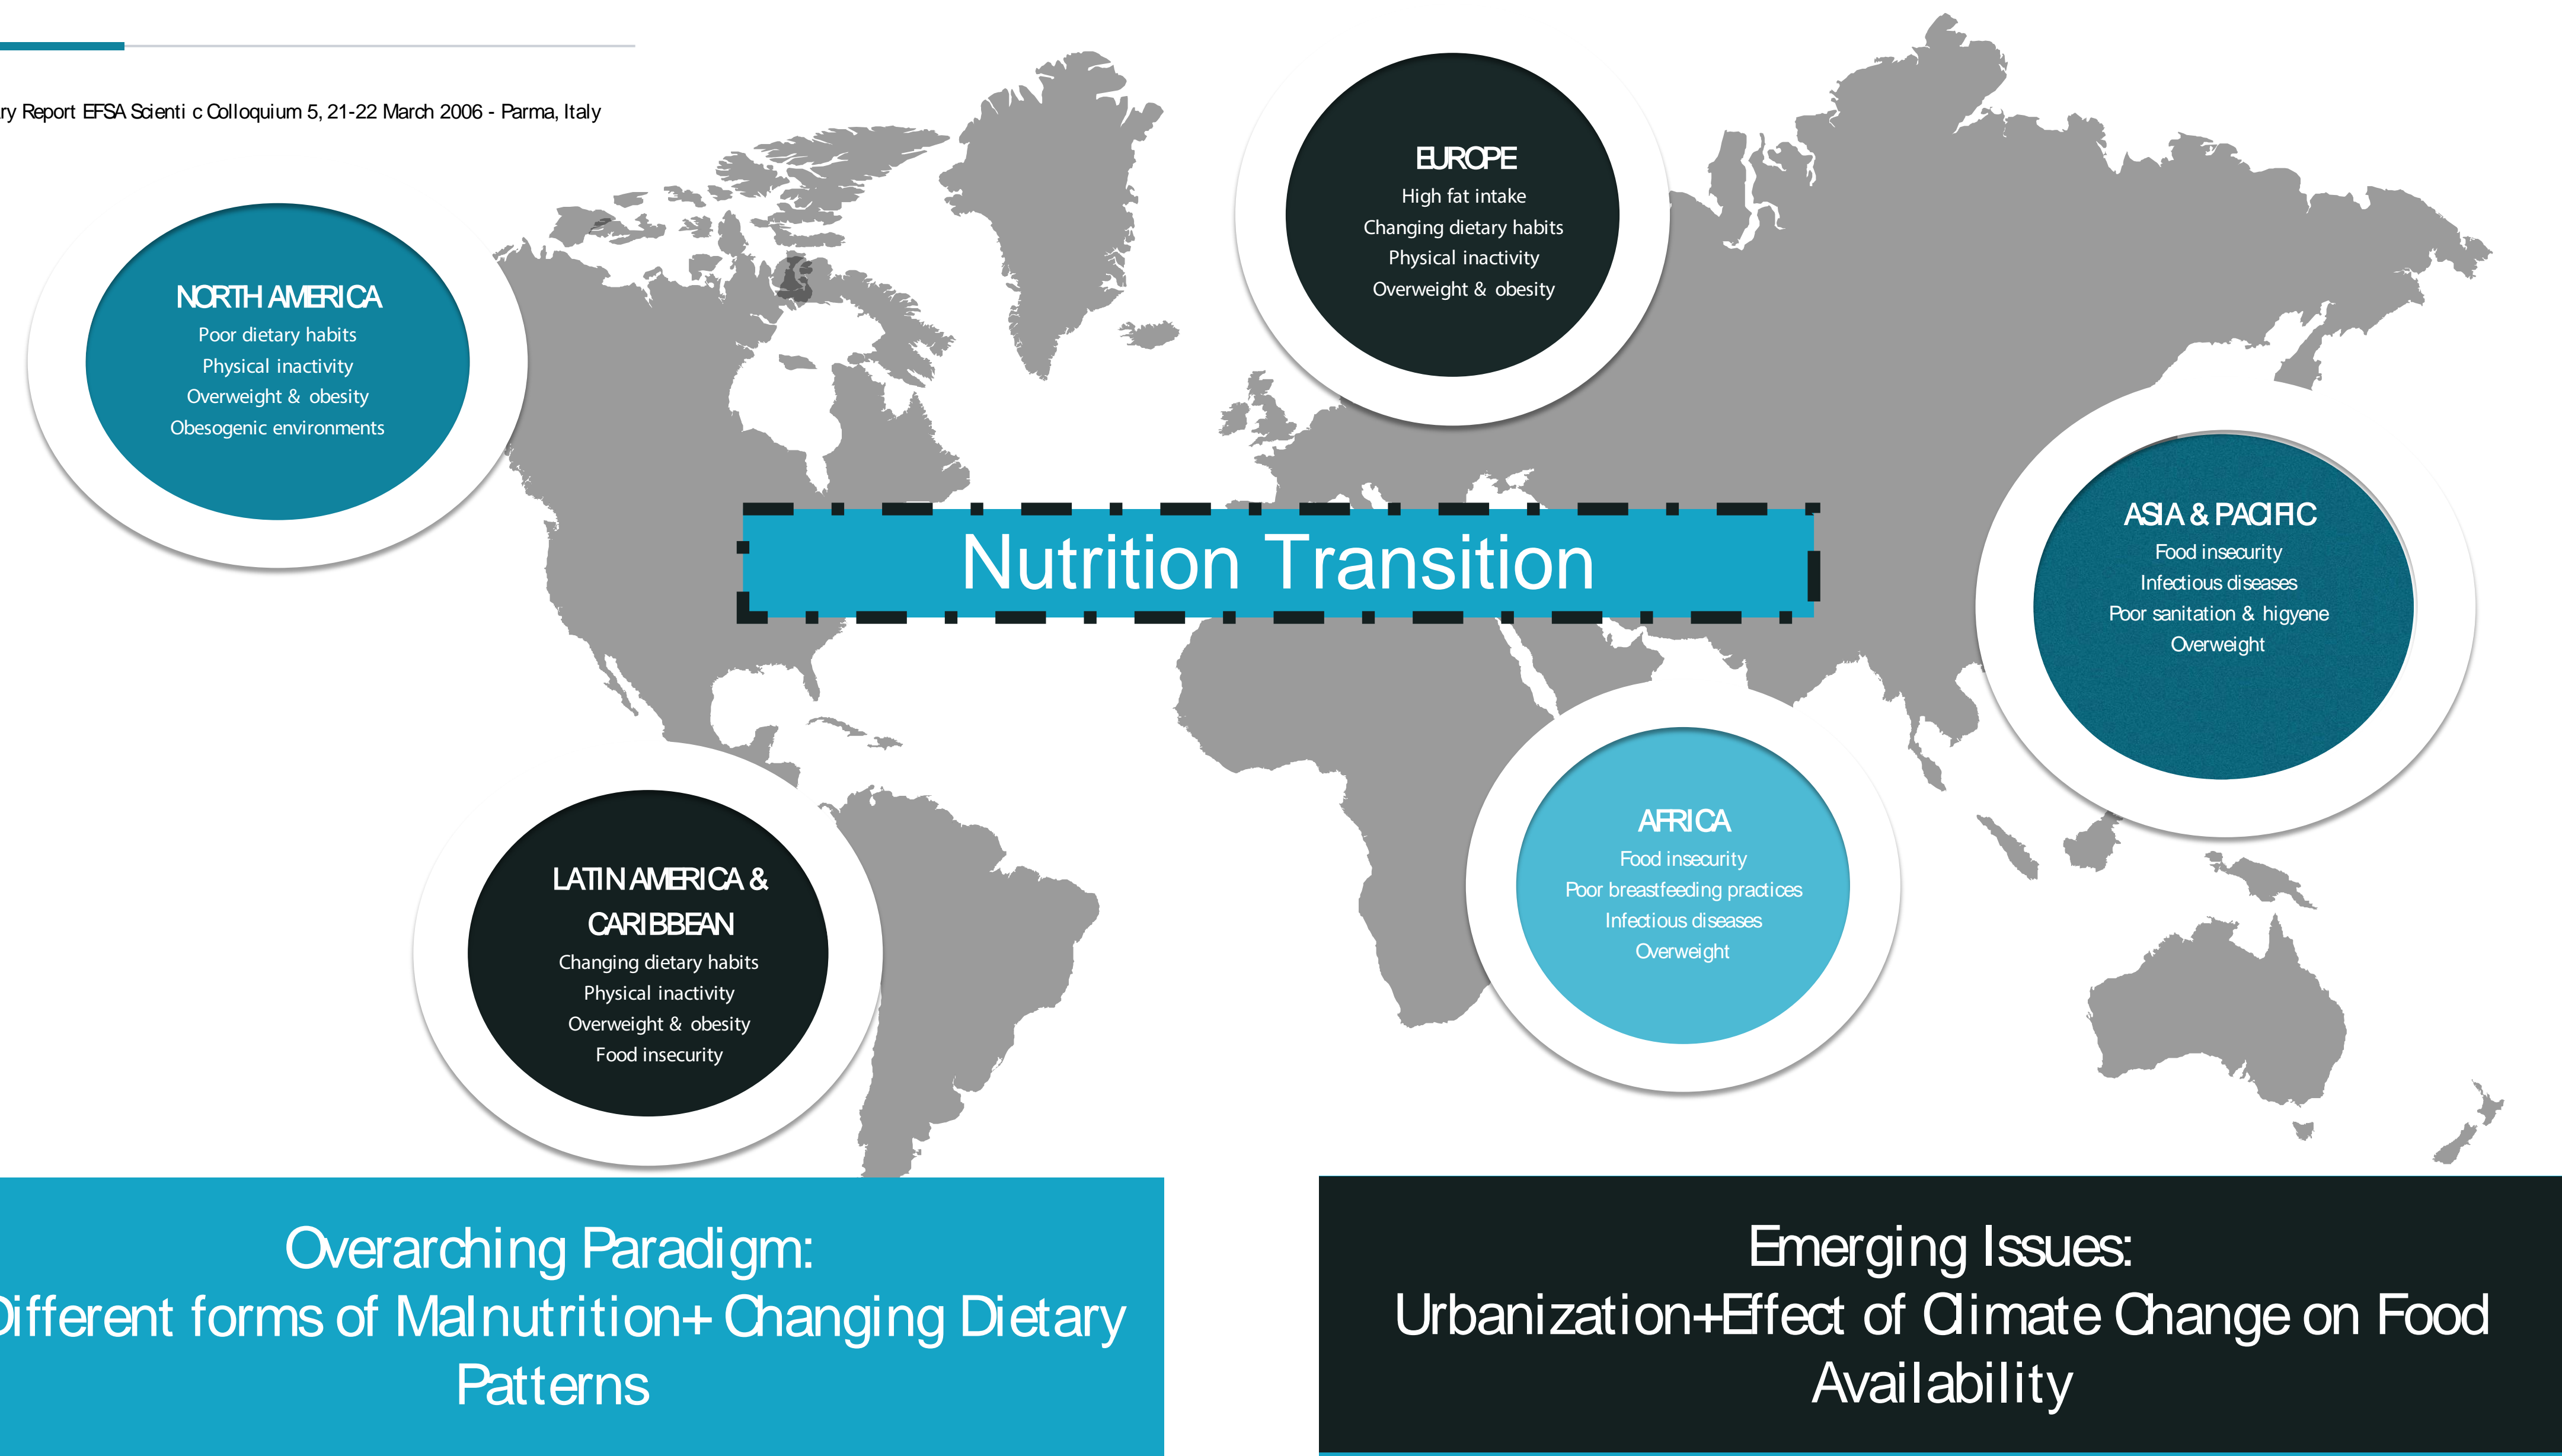 ry Report EFSA Scienti c Colloquium 5, 21-22 March 2006 - Parma, Italy
EUROPE
High fat intake
Changing dietary habits
Physical inactivity
Overweight & obesity
NORTH AMERICA
Poor dietary habits
Physical inactivity
Overweight & obesity
Obesogenic environments
Nutrition Transition
ASIA & PACIFIC
Food insecurity
Infectious diseases
Poor sanitation & higyene
Overweight
AFRICA
Food insecurity
Poor breastfeeding practices
Infectious diseases
Overweight
LATIN AMERICA &
CARIBBEAN
Changing dietary habits
Physical inactivity
Overweight & obesity
Food insecurity
Overarching Paradigm:
Different forms of Malnutrition+ Changing Dietary
Patterns
Emerging Issues:
Urbanization+Effect of Climate Change on Food
Availability